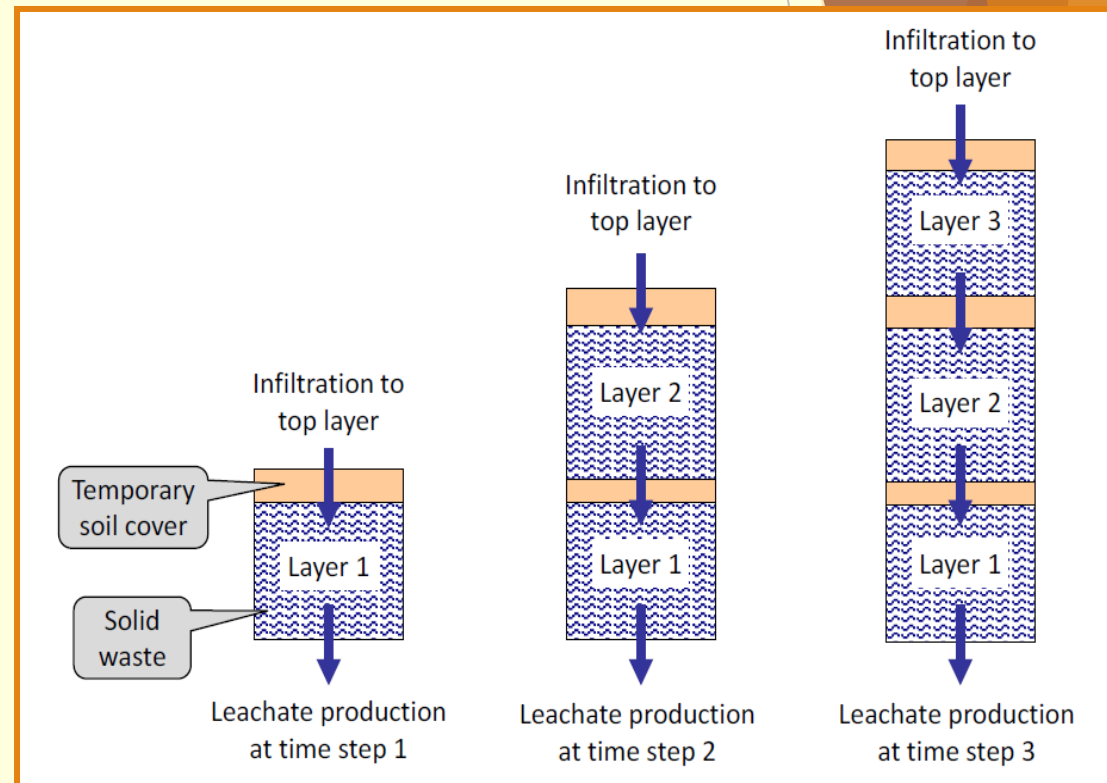 Infiltration to
top layer
Layer 3
Layer 2
Layer 1
Leachate production
at time step 3
Infiltration to
top layer
Layer 2
Layer 1
Leachate production
at time step 2
Infiltration to
top layer
Temporary
soil cover
Layer 1
Solid
waste
Leachate production
at time step 1